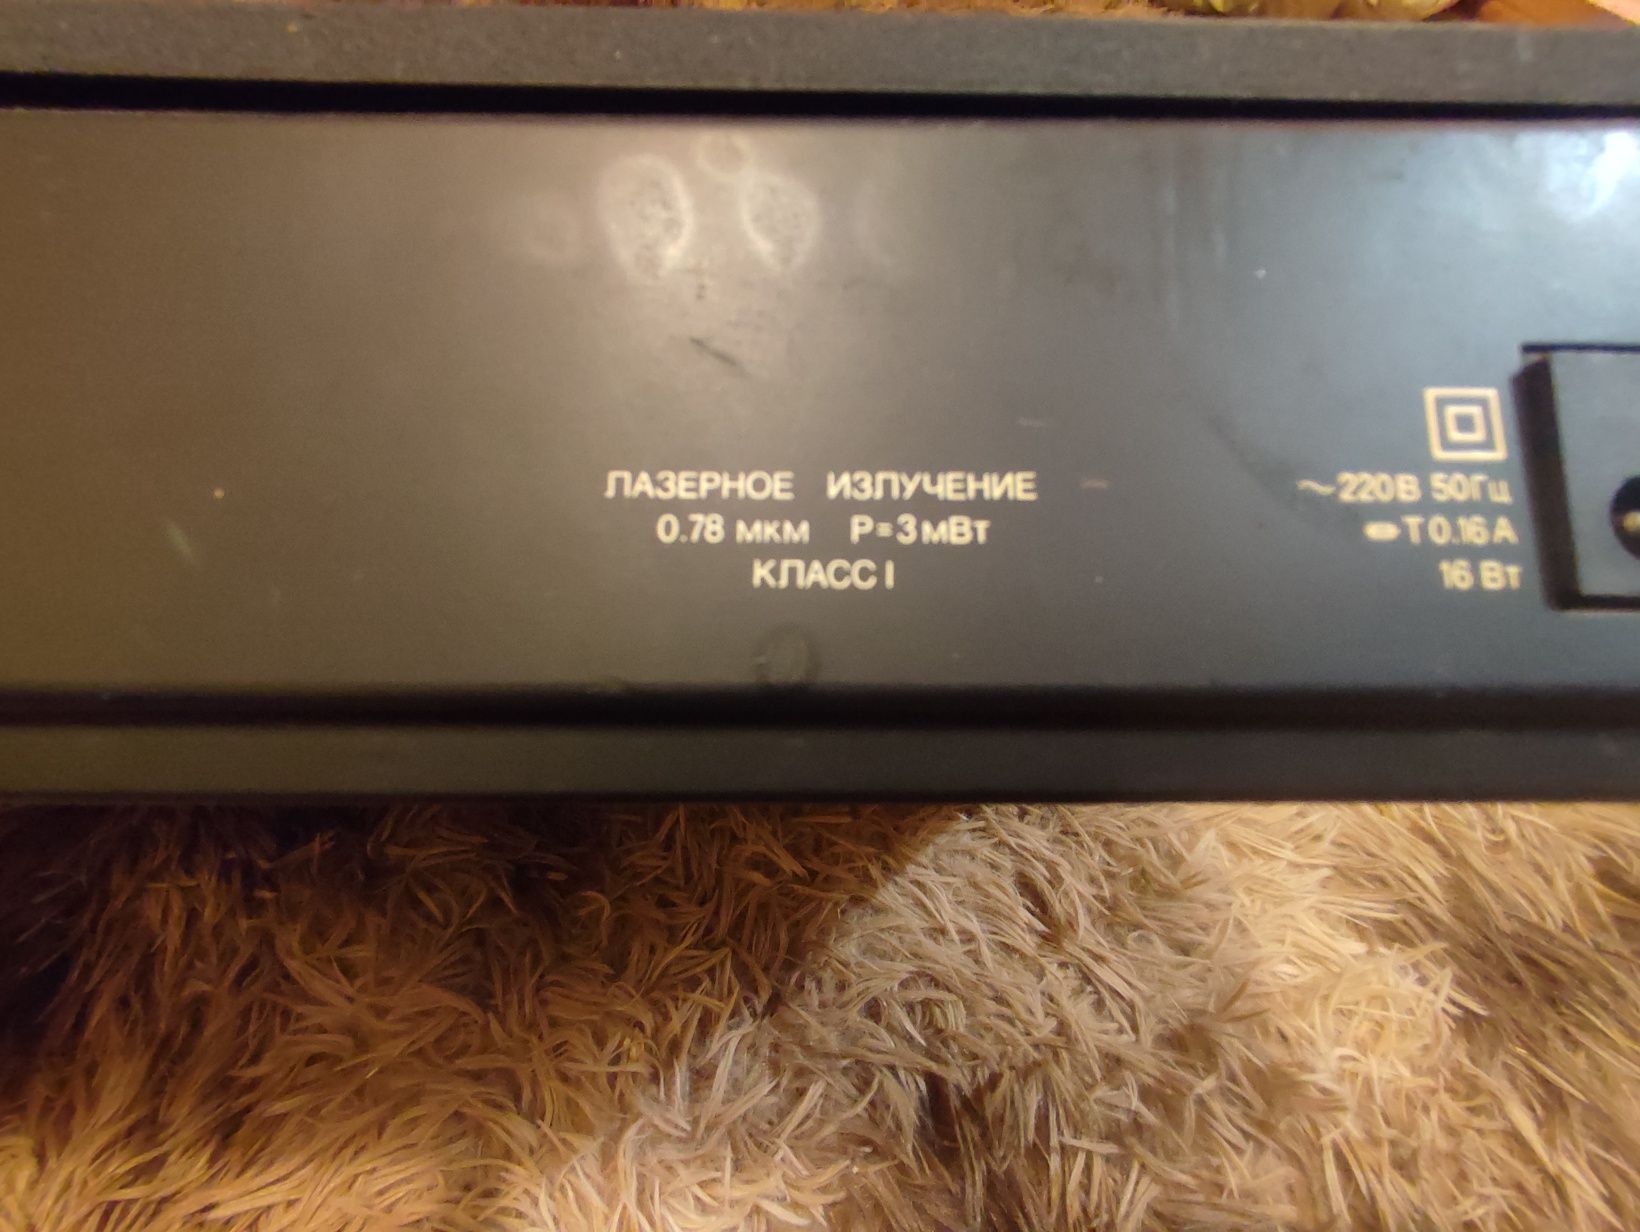 ЛАЗЕРНОЕ ИЗЛУЧЕНИЕ
0.78 мкм P=3мВт
КЛАСС I
~220В 50Гц
T 0.16 А
16 Вт